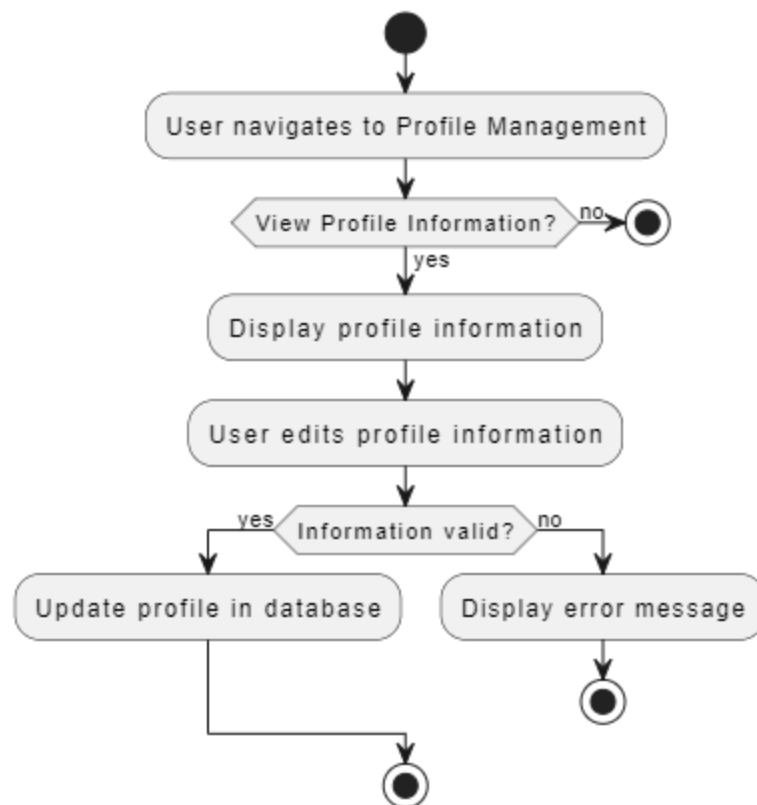 User navigates to Profile Management
View Profile Information?
no
yes
Display profile information
User edits profile information
yes
Information valid?
no
Update profile in database
Display error message